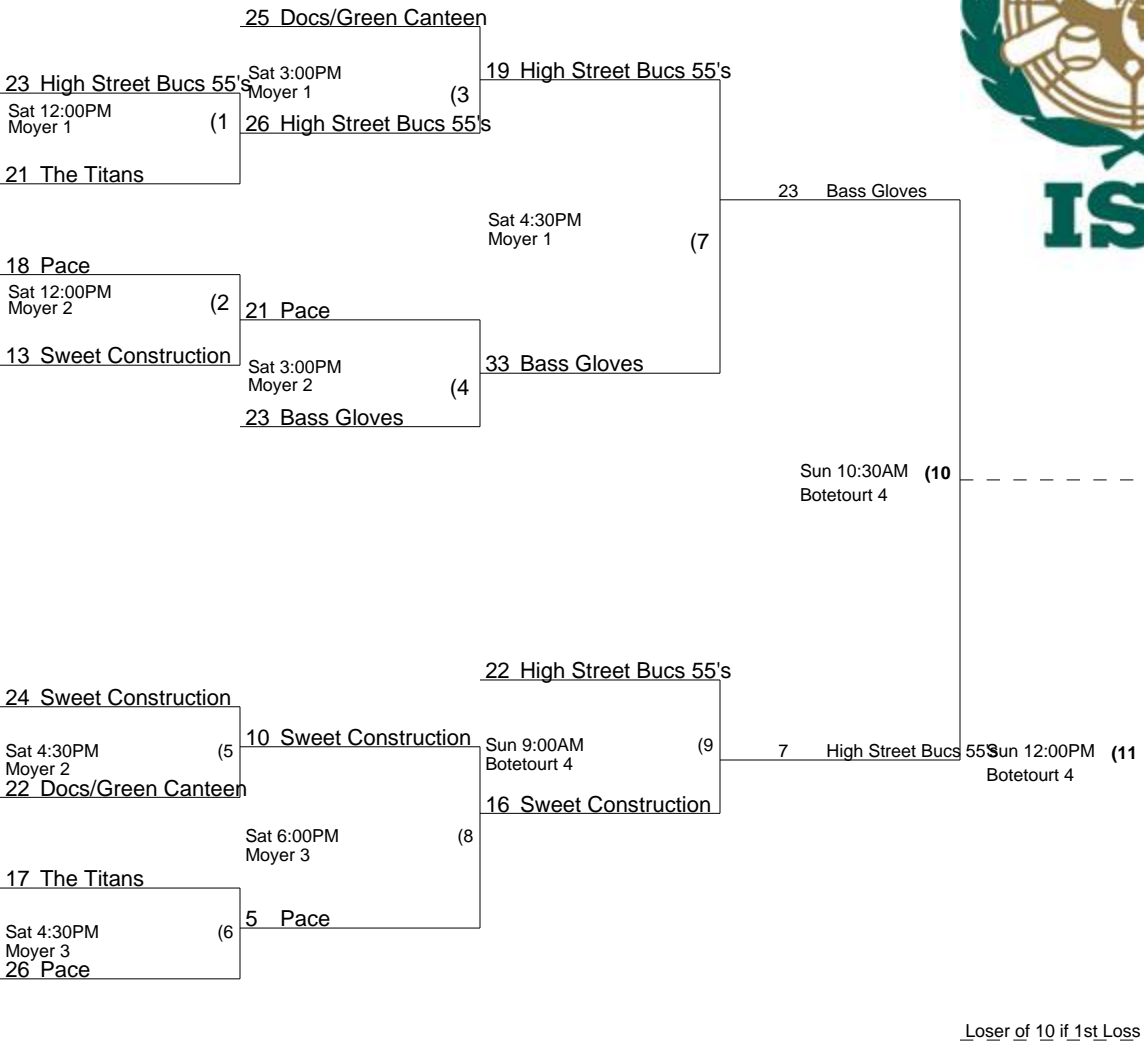 25 Docs/Green Canteen
23 High Street Bucs 55's
Sat 3:00PM
Moyer 1
(3
19 High Street Bucs 55's
Sat 12:00PM
Moyer 1
(1
26 High Street Bucs 55's
21 The Titans
23 Bass Gloves
Sat 4:30PM
Moyer 1
(7
IS
18 Pace
Sat 12:00PM
Moyer 2
(2
21 Pace
13 Sweet Construction
Sat 3:00PM
Moyer 2
(4
33 Bass Gloves
23 Bass Gloves
Sun 10:30AM
(10
Botetourt 4
22 High Street Bucs 55's
24 Sweet Construction
10 Sweet Construction
Sat 4:30PM
Moyer 2
(5
Sun 9:00AM
Botetourt 4
(9
7 High Street Bucs 55'S
Sun 12:00PM
(11
Botetourt 4
22 Docs/Green Canteen
16 Sweet Construction
Sat 6:00PM
Moyer 3
(8
17 The Titans
5 Pace
Sat 4:30PM
Moyer 3
(6
26 Pace
Loser of 10 if 1st Loss